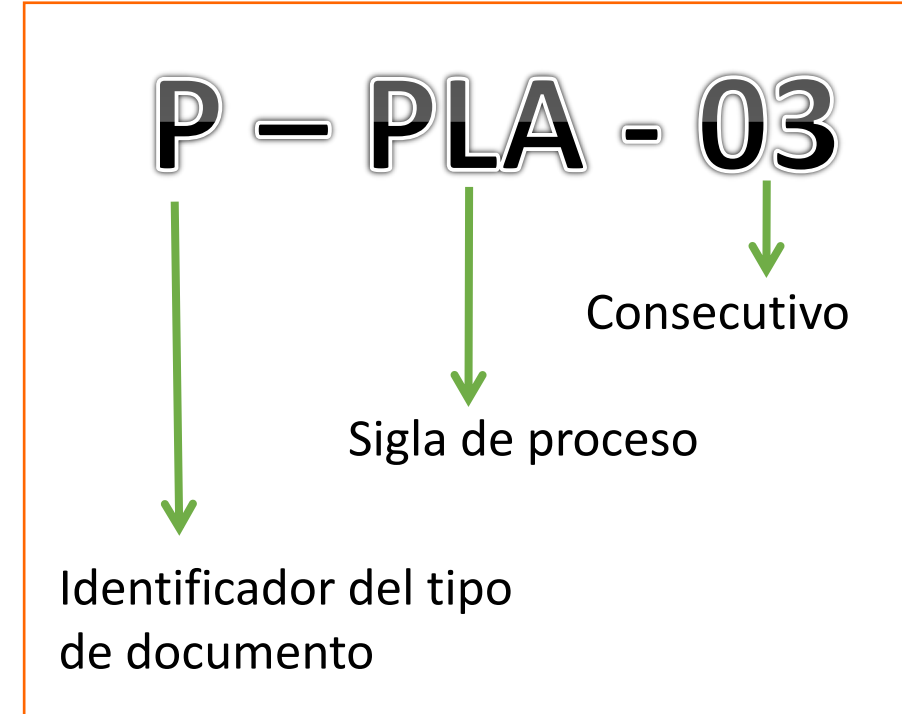 P – PLA - 03
Consecutivo
Sigla de proceso
Identificador del tipo
de documento